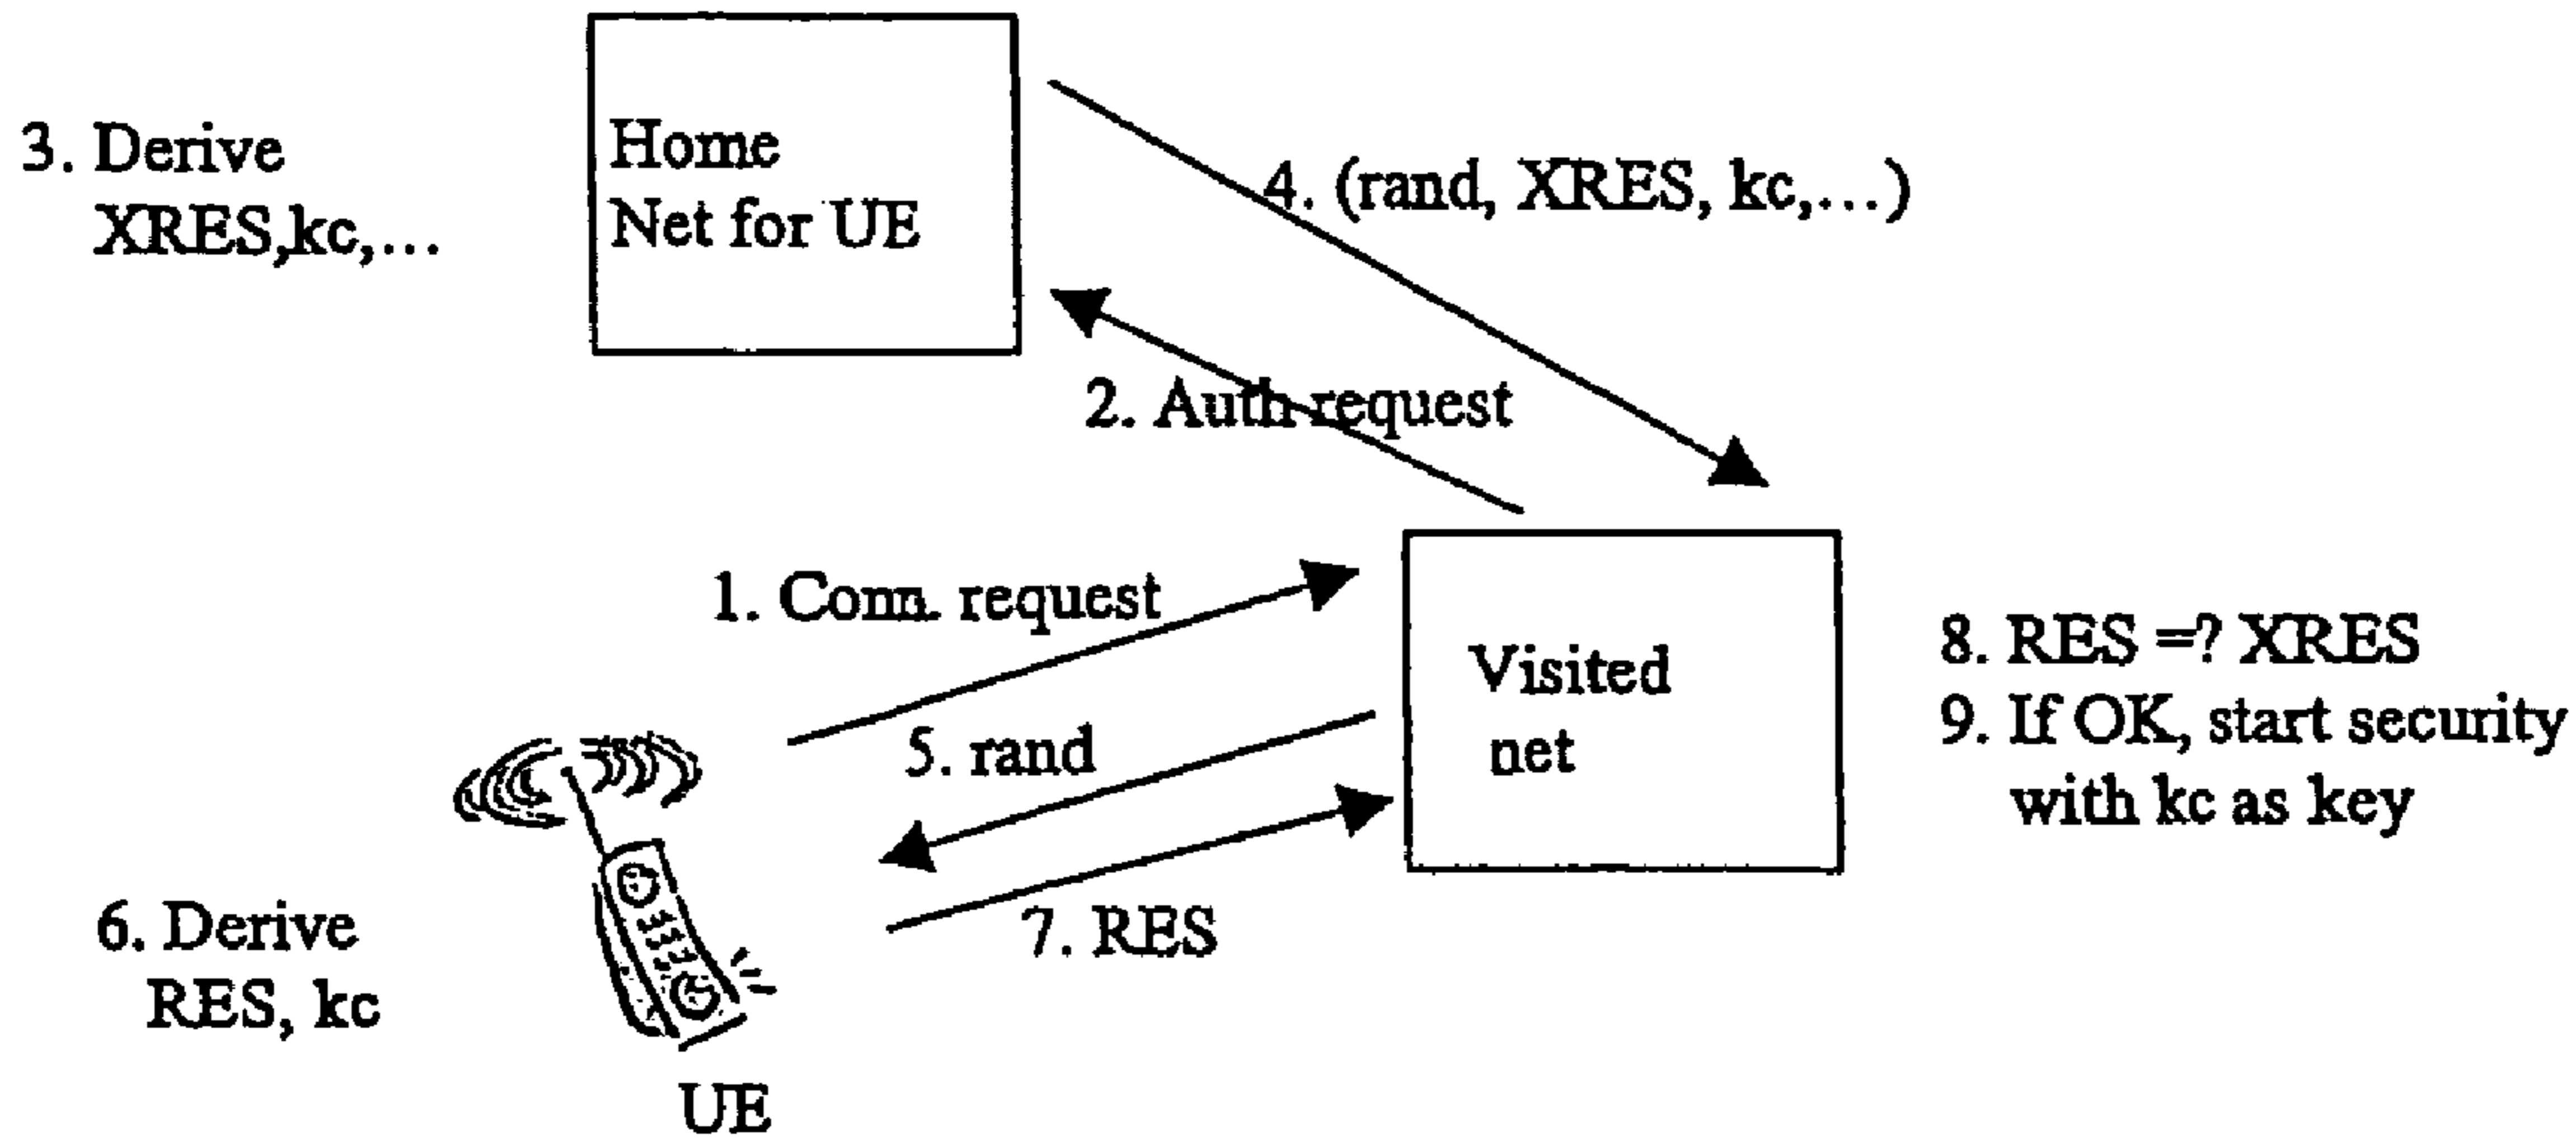 3. Derive
XRES,kc,...
Home
Net for UE
4. (rand, XRES, kc,...)
2. Auth request
1. Conn. request
Visited
net
5. rand
7. RES
8. RES =? XRES
9. If OK, start security
with kc as key
6. Derive
RES, kc
UE